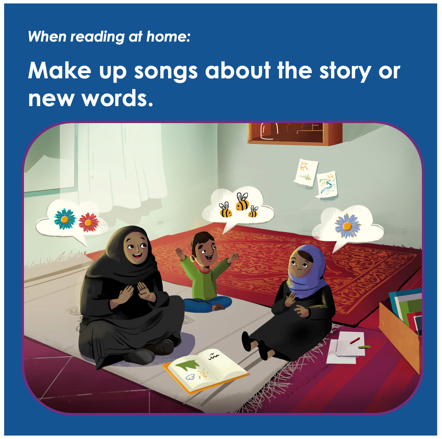 When reading at home:
Make up songs about the story or
new words.